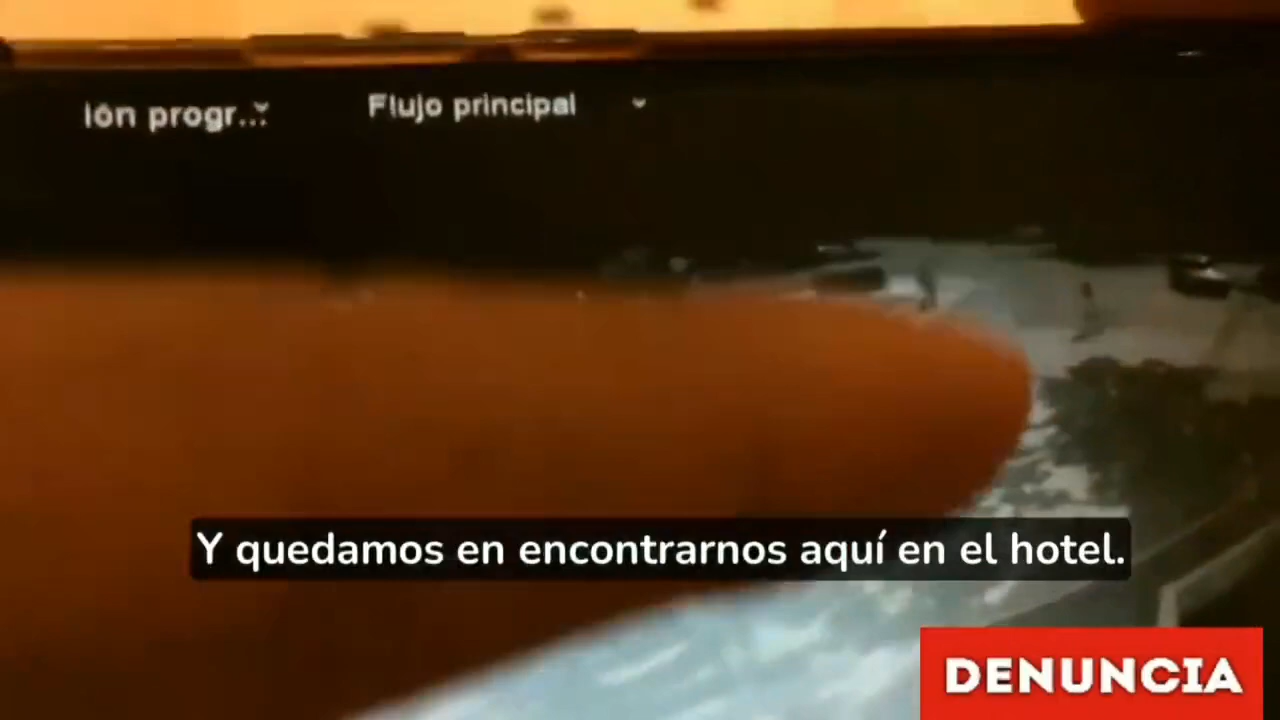 ión progr...
Flujo principal
Y quedamos en encontrarnos aquí en el hotel.
DENUNCIA